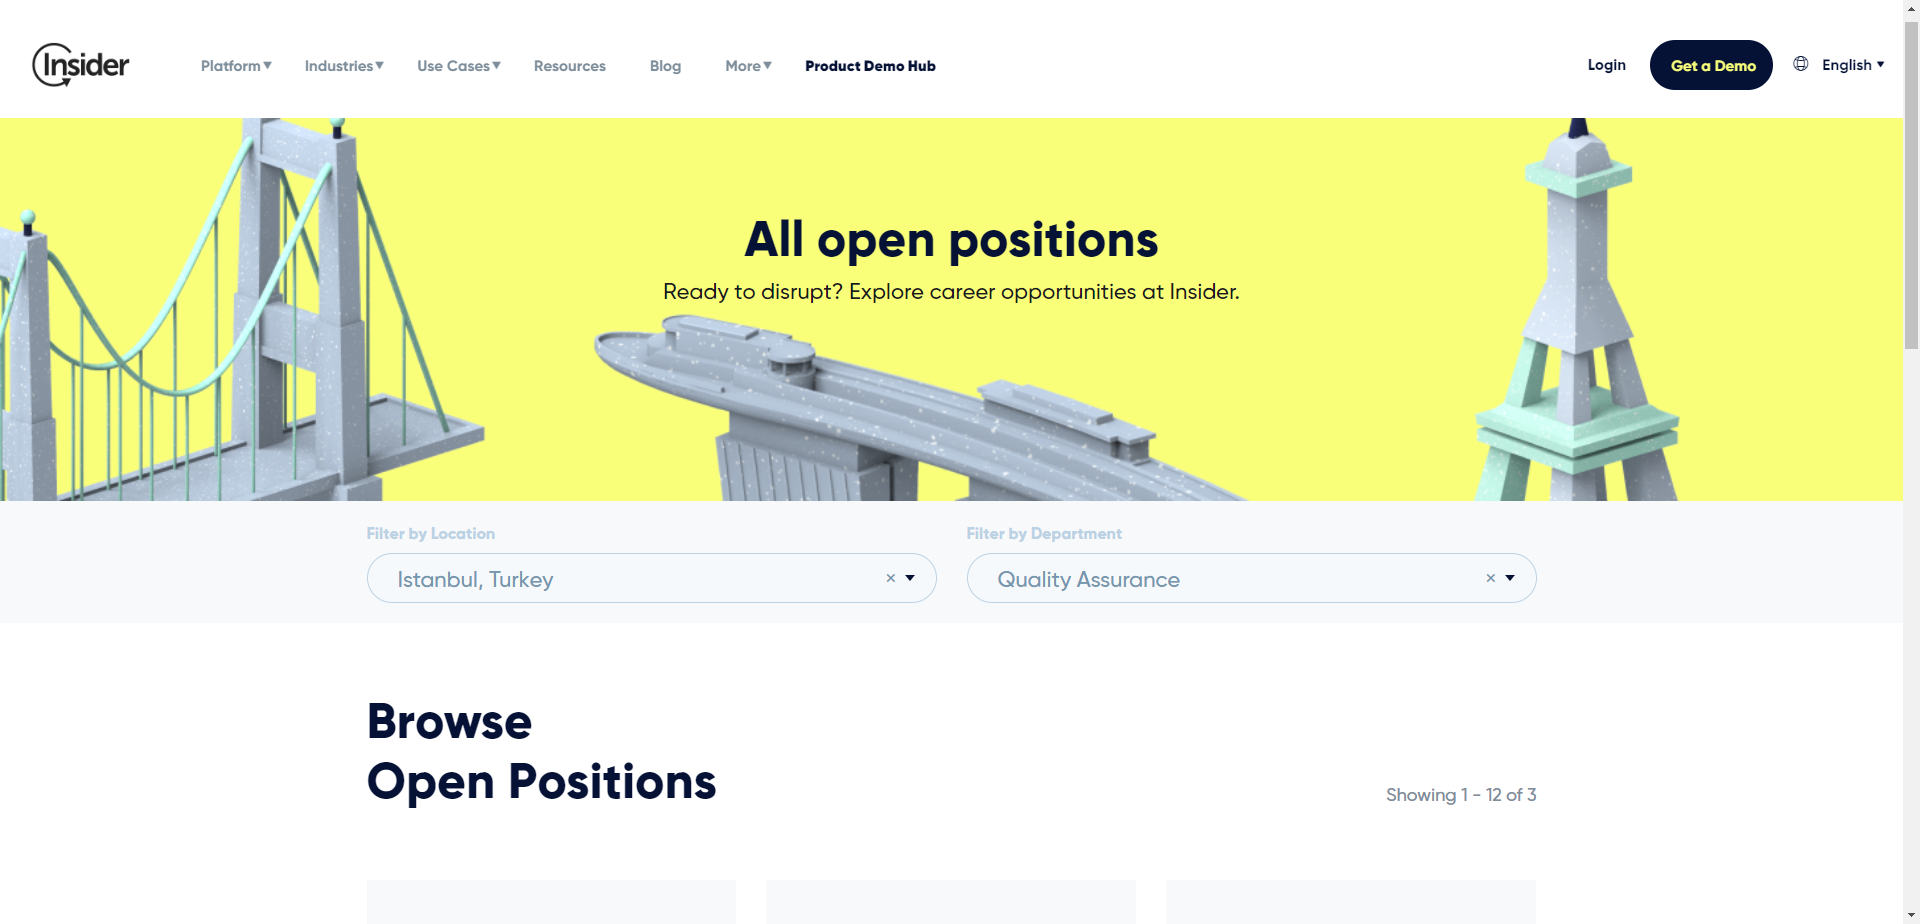 Insider
Platform▼ Industries▼ Use Cases▼ Resources Blog More▼ Product Demo Hub
Login Get a Demo English ▾
All open positions
Ready to disrupt? Explore career opportunities at Insider.
Filter by Location Filter by Department
Istanbul, Turkey × Quality Assurance ×
Browse
Open Positions
Showing 1 - 12 of 3